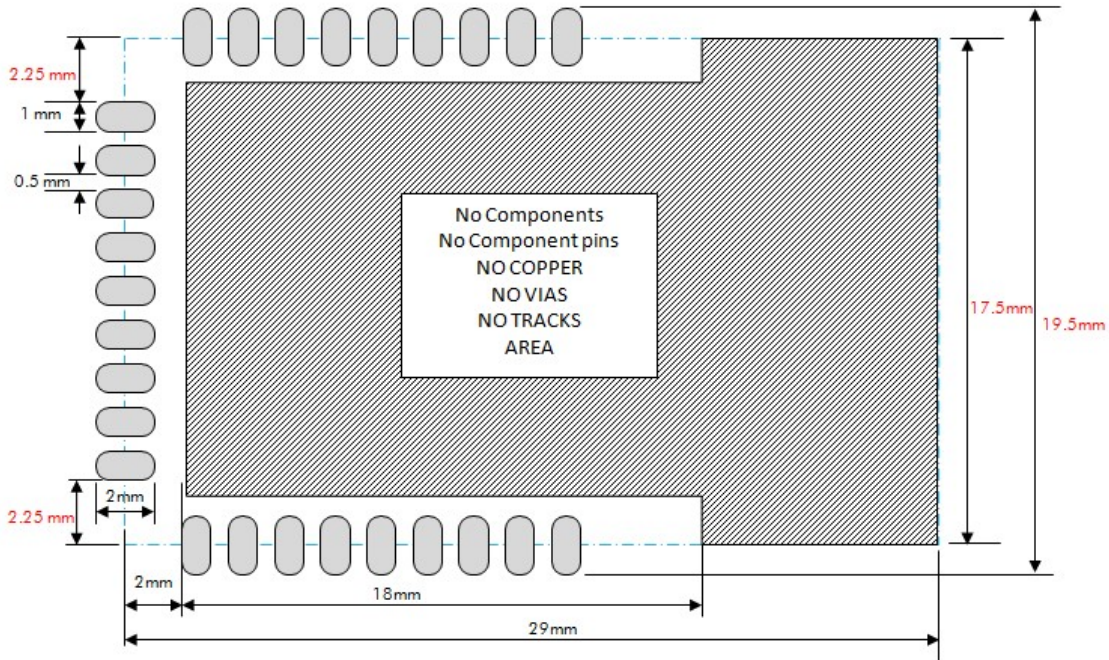 2.25 mm
1 mm
0.5 mm
No Components
No Component pins
NO COPPER
NO VIAS
NO TRACKS
AREA
17.5mm
19.5mm
2mm
2.25 mm
2mm
18mm
29mm